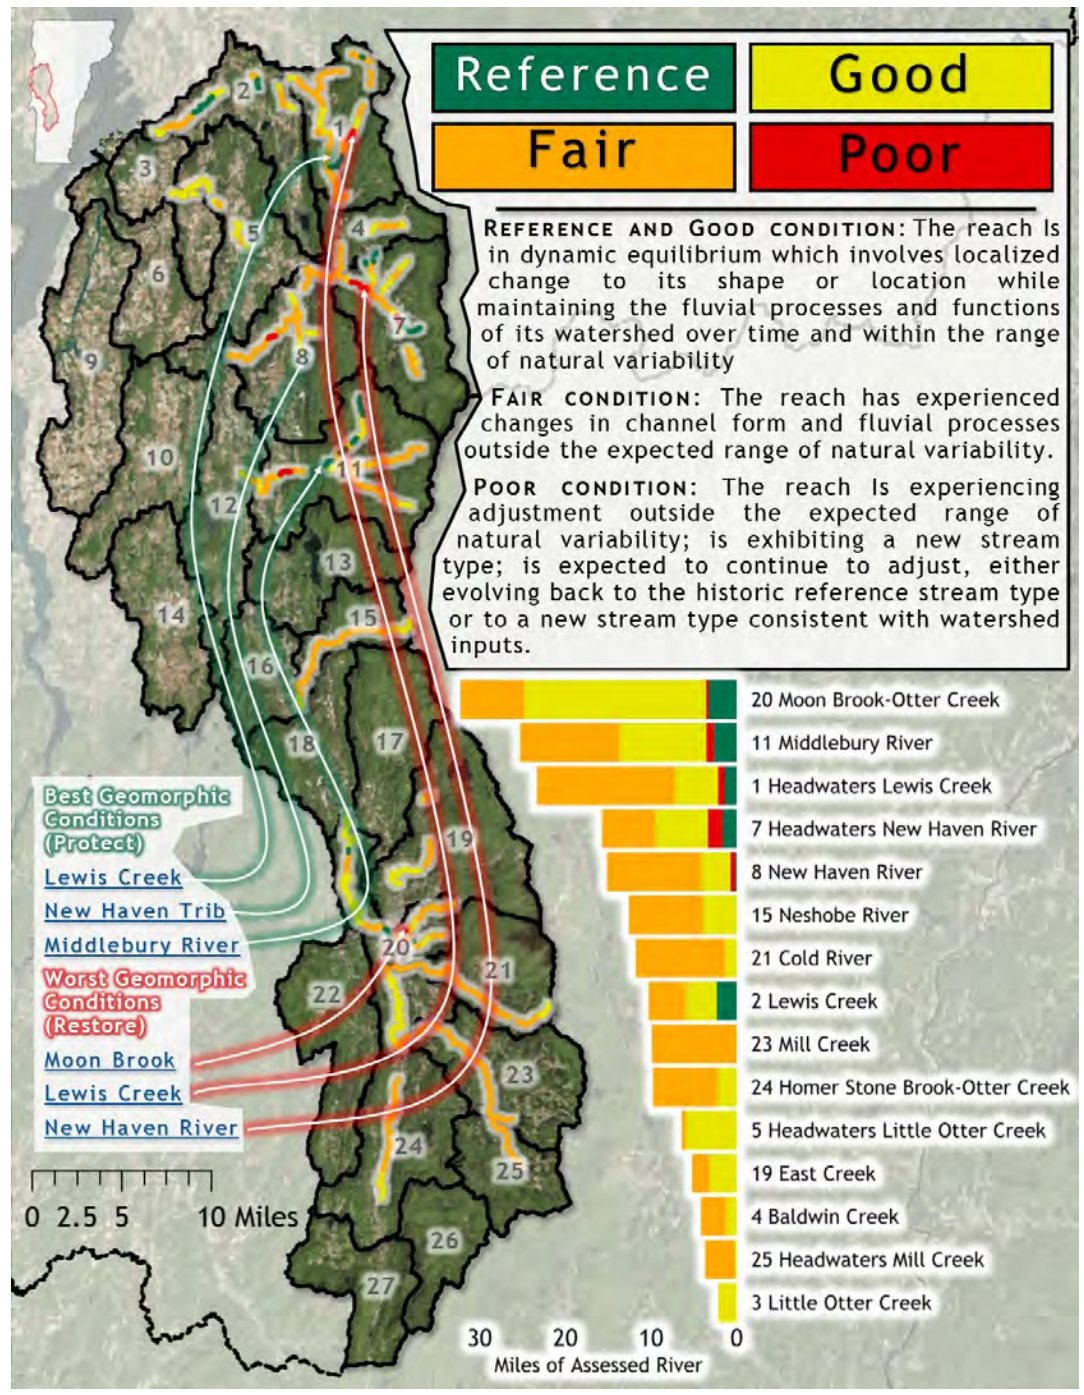 Reference
Good
Fair
Poor
REFERENCE AND GOOD CONDITION: The reach Is
in dynamic equilibrium which involves localized
change to its shape or location while
maintaining the fluvial processes and functions
of its watershed over time and within the range
of natural variability
FAIR CONDITION: The reach has experienced
changes in channel form and fluvial processes
outside the expected range of natural variability.
POOR CONDITION: The reach Is experiencing
adjustment outside the expected range of
natural variability; is exhibiting a new stream
type; is expected to continue to adjust, either
evolving back to the historic reference stream type
or to a new stream type consistent with watershed
inputs.
2
1
3
4
5
6
7
8
9
10
11
12
13
14
15
16
17
18
19
20
21
22
23
24
25
26
27
Best Geomorphic
Conditions
(Protect)
Lewis Creek
New Haven Trib
Middlebury River
Worst Geomorphic
Conditions
(Restore)
Moon Brook
Lewis Creek
New Haven River
0 2.5 5 10 Miles
20 Moon Brook-Otter Creek
11 Middlebury River
1 Headwaters Lewis Creek
7 Headwaters New Haven River
8 New Haven River
15 Neshobe River
21 Cold River
2 Lewis Creek
23 Mill Creek
24 Homer Stone Brook-Otter Creek
5 Headwaters Little Otter Creek
19 East Creek
4 Baldwin Creek
25 Headwaters Mill Creek
3 Little Otter Creek
30 20 10 0
Miles of Assessed River